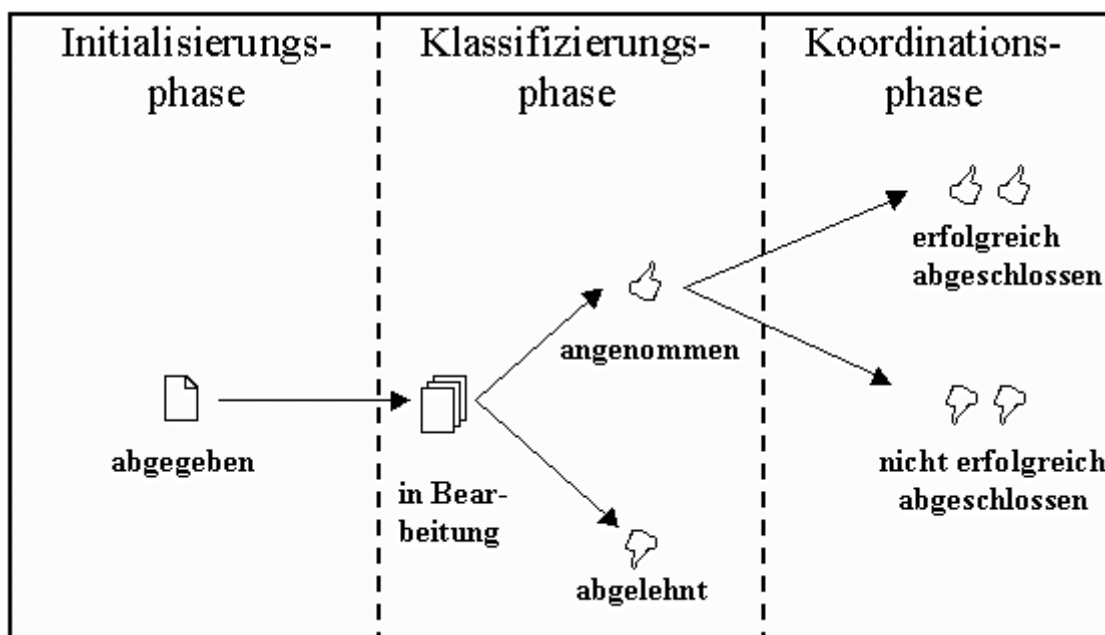 Initialisierungs-
phase
Klassifizierungs-
phase
Koordinations-
phase
abgegeben
in Bear-
beitung
angenommen
abgelehnt
erfolgreich
abgeschlossen
nicht erfolgreich
abgeschlossen